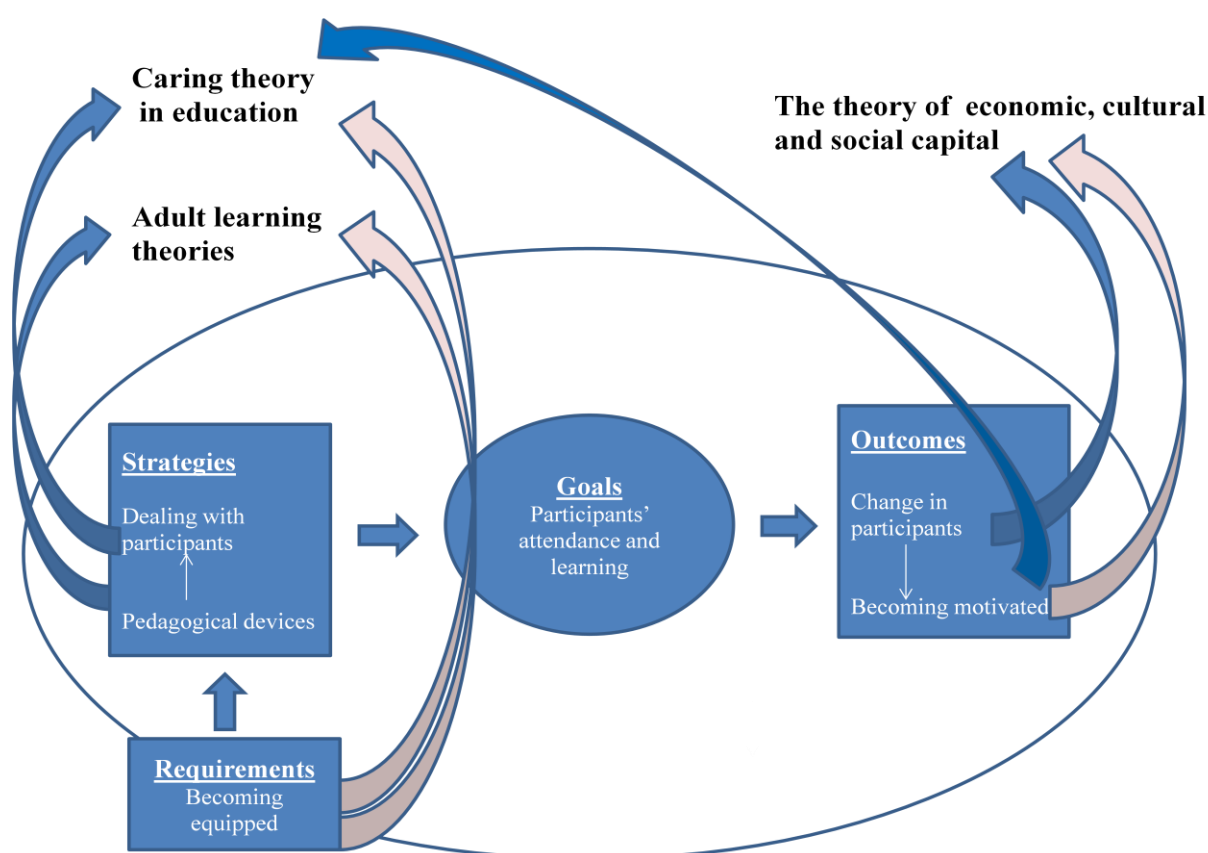 Caring theory
in education
The theory of economic, cultural
and social capital
Adult learning
theories
Strategies
Dealing with
participants
Pedagogical devices
Goals
Participants’
attendance and
learning
Outcomes
Change in
participants
Becoming motivated
Requirements
Becoming
equipped